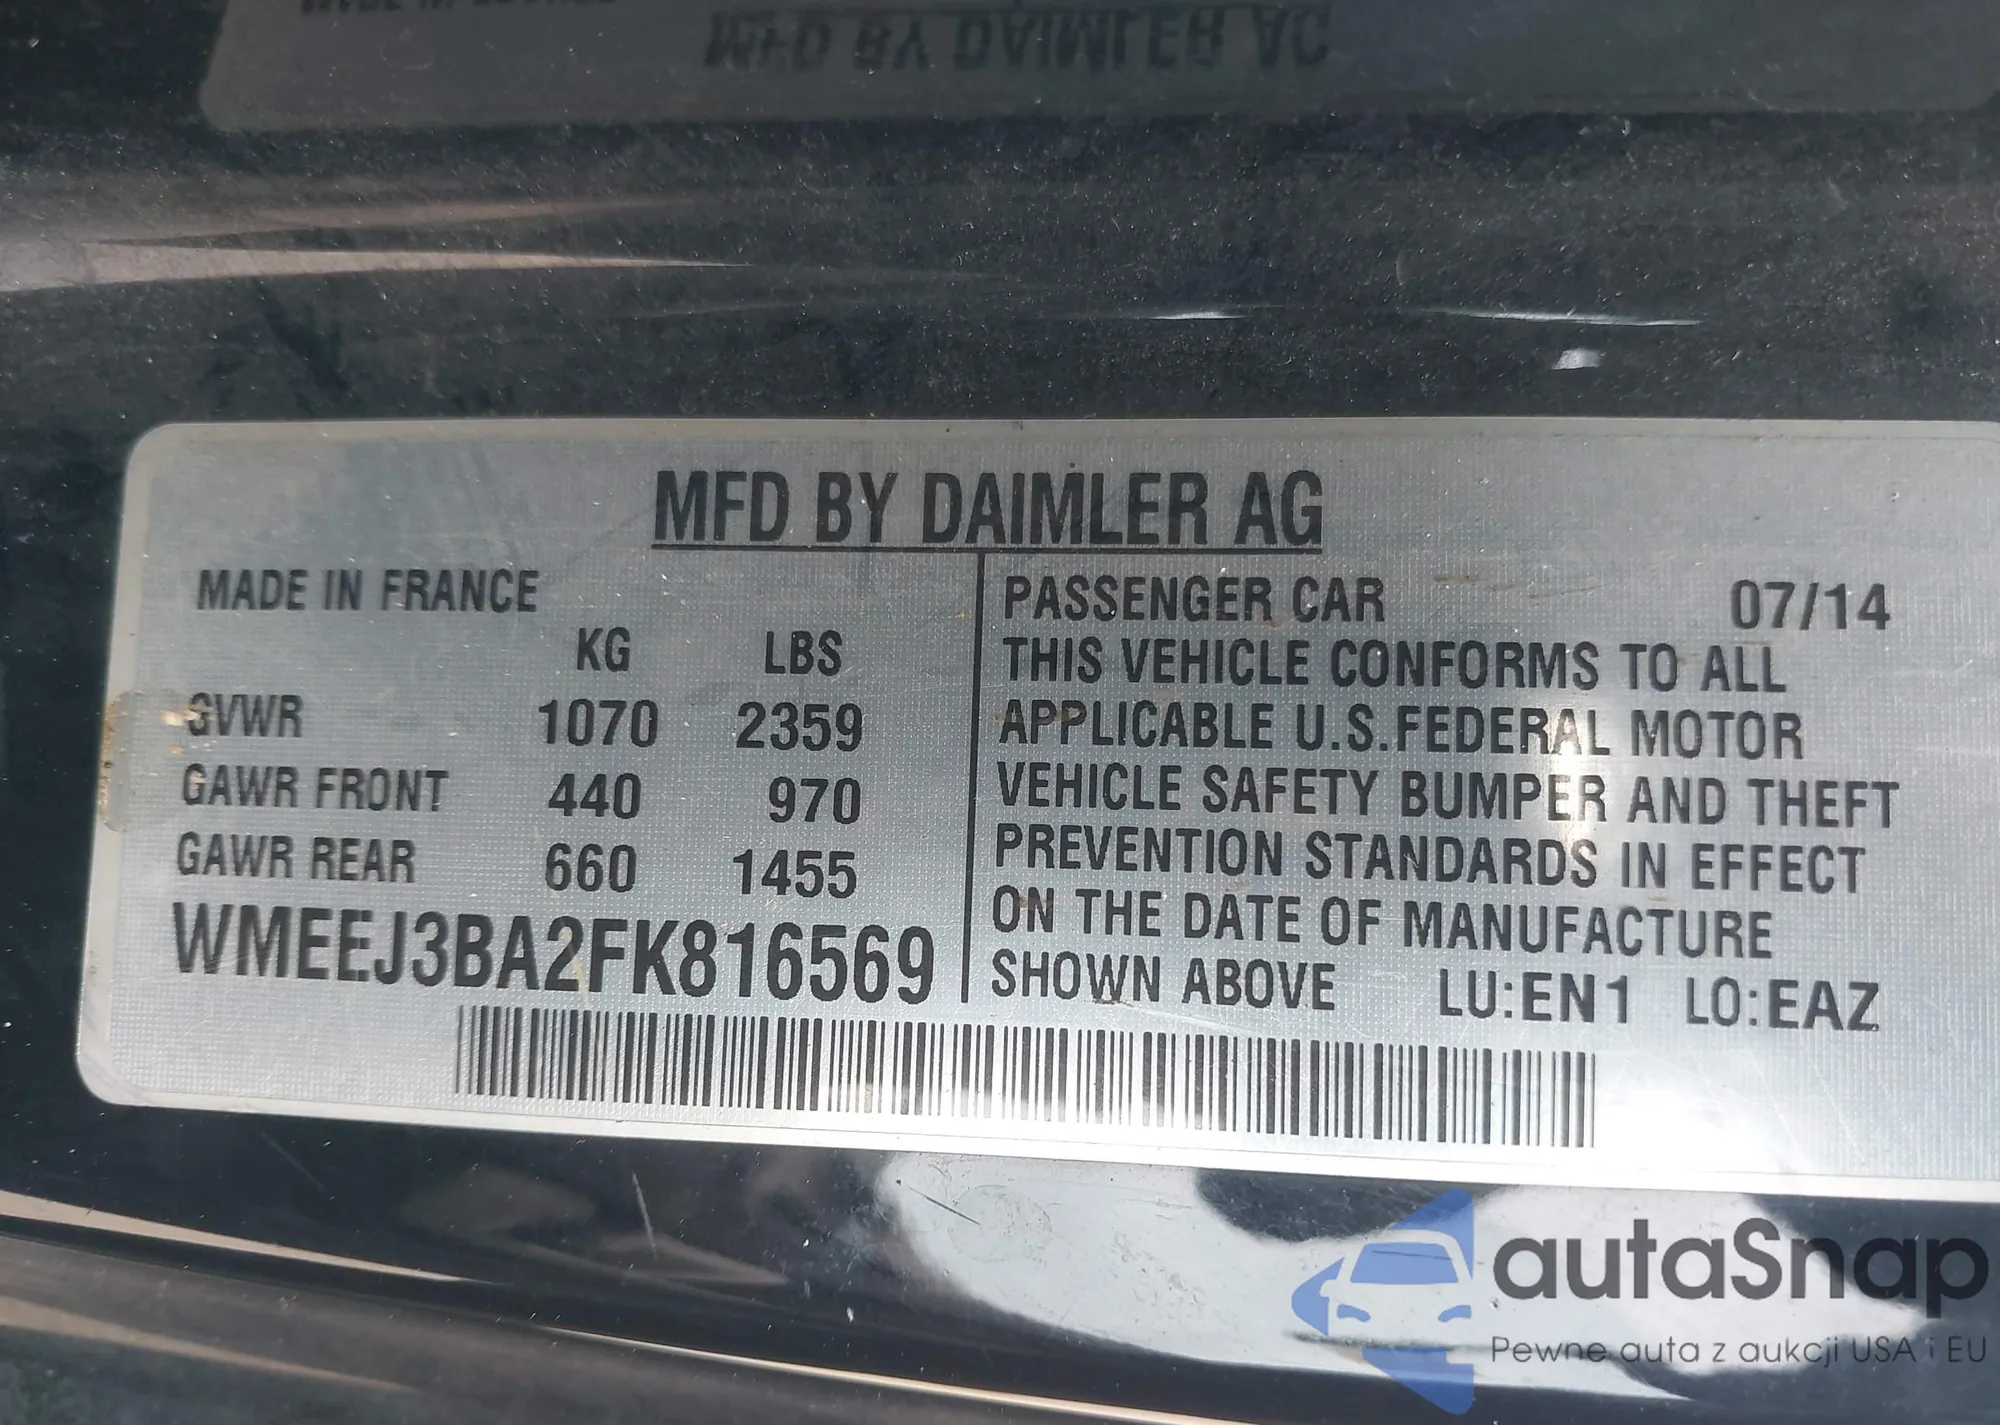 MFD BY DAIMLER AG
MFD BY DAIMLER AG
MADE IN FRANCE
KG LBS
GVWR 1070 2359
GAWR FRONT 440 970
GAWR REAR 660 1455
WMEEJ3BA2FK816569
PASSENGER CAR 07/14
THIS VEHICLE CONFORMS TO ALL
APPLICABLE U.S.FEDERAL MOTOR
VEHICLE SAFETY BUMPER AND THEFT
PREVENTION STANDARDS IN EFFECT
ON THE DATE OF MANUFACTURE
SHOWN ABOVE LU:EN1 LO:EAZ
autaSnap
Pewne auta z aukcji USA i EU